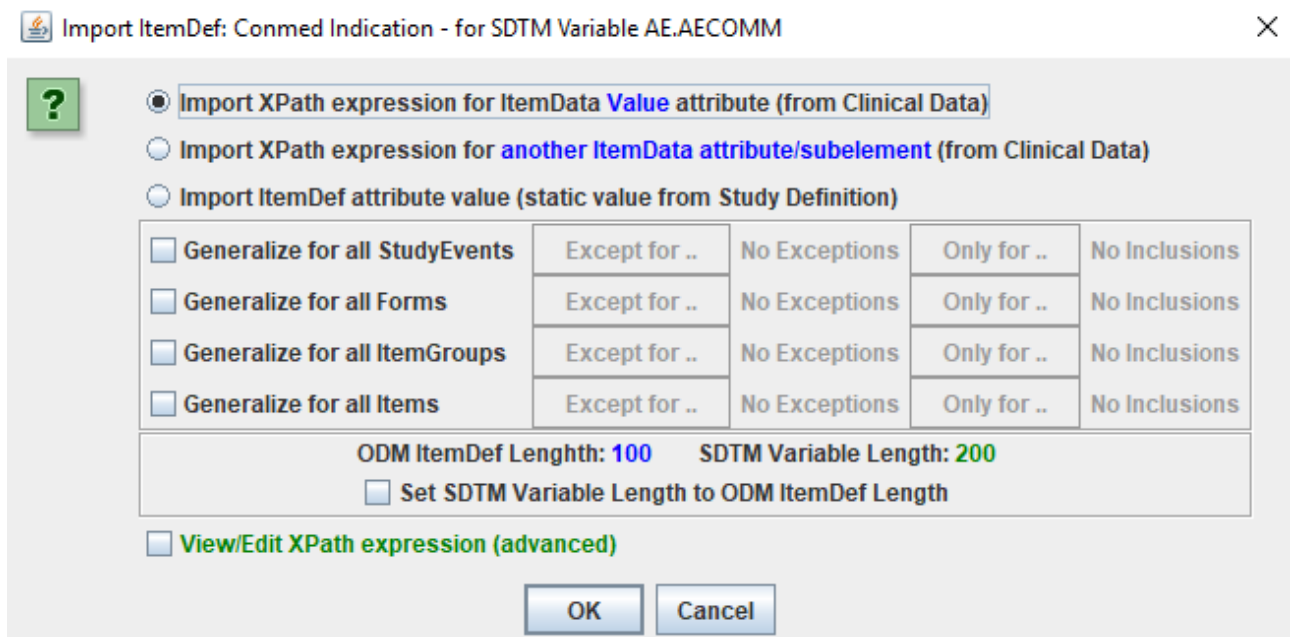 Import ItemDef: Conmed Indication - for SDTM Variable AE.AECOMM
?
Import XPath expression for ItemData Value attribute (from Clinical Data)
Import XPath expression for another ItemData attribute/subelement (from Clinical Data)
Import ItemDef attribute value (static value from Study Definition)
Generalize for all StudyEvents Except for .. No Exceptions Only for .. No Inclusions
Generalize for all Forms Except for .. No Exceptions Only for .. No Inclusions
Generalize for all ItemGroups Except for .. No Exceptions Only for .. No Inclusions
Generalize for all Items Except for .. No Exceptions Only for .. No Inclusions
ODM ItemDef Lenghth: 100 SDTM Variable Length: 200
Set SDTM Variable Length to ODM ItemDef Length
View/Edit XPath expression (advanced)
OK Cancel